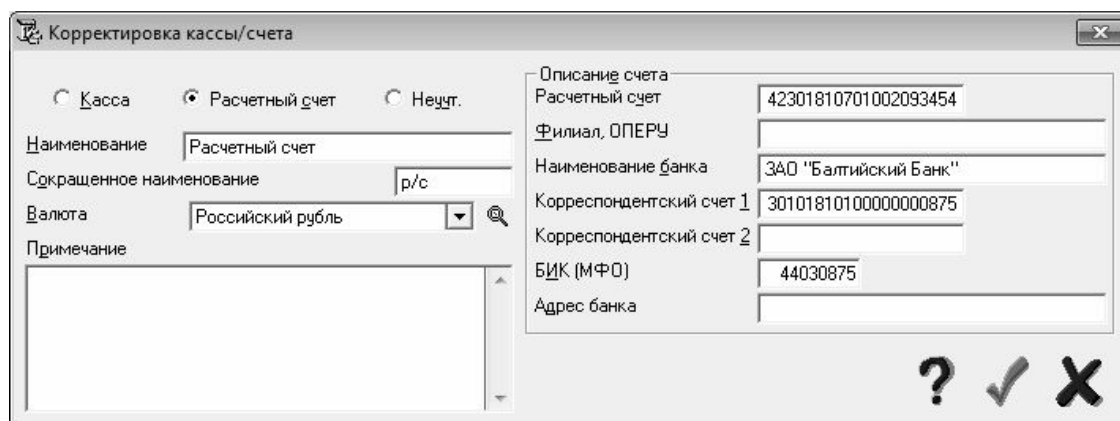 Корректировка кассы/счета
Касса
Расчетный счет
Неучт.
Наименование
Расчетный счет
Сокращенное наименование
р/с
Валюта
Российский рубль
Примечание
Описание счета
Расчетный счет
42301810701002093454
Филиал, ОПЕРУ
Наименование банка
ЗАО "Балтийский Банк"
Корреспондентский счет 1
30101810100000000875
Корреспондентский счет 2
БИК (МФО)
44030875
Адрес банка